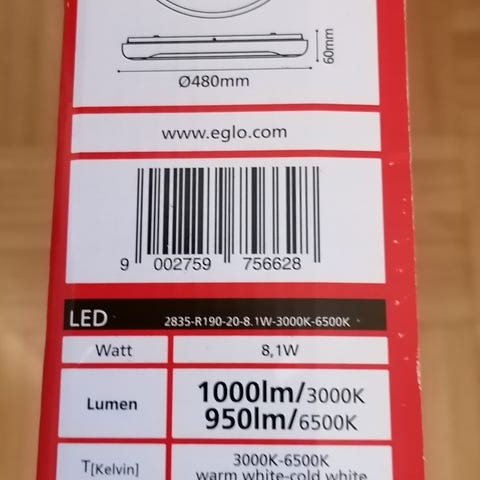 60mm
Ø480mm
www.eglo.com
9 002759 756628
LED 2835-R190-20-8.1W-3000K-6500K
Watt 8,1W
Lumen 1000lm/3000K
950lm/6500K
T[Kelvin] 3000K-6500K
warm white-cold white